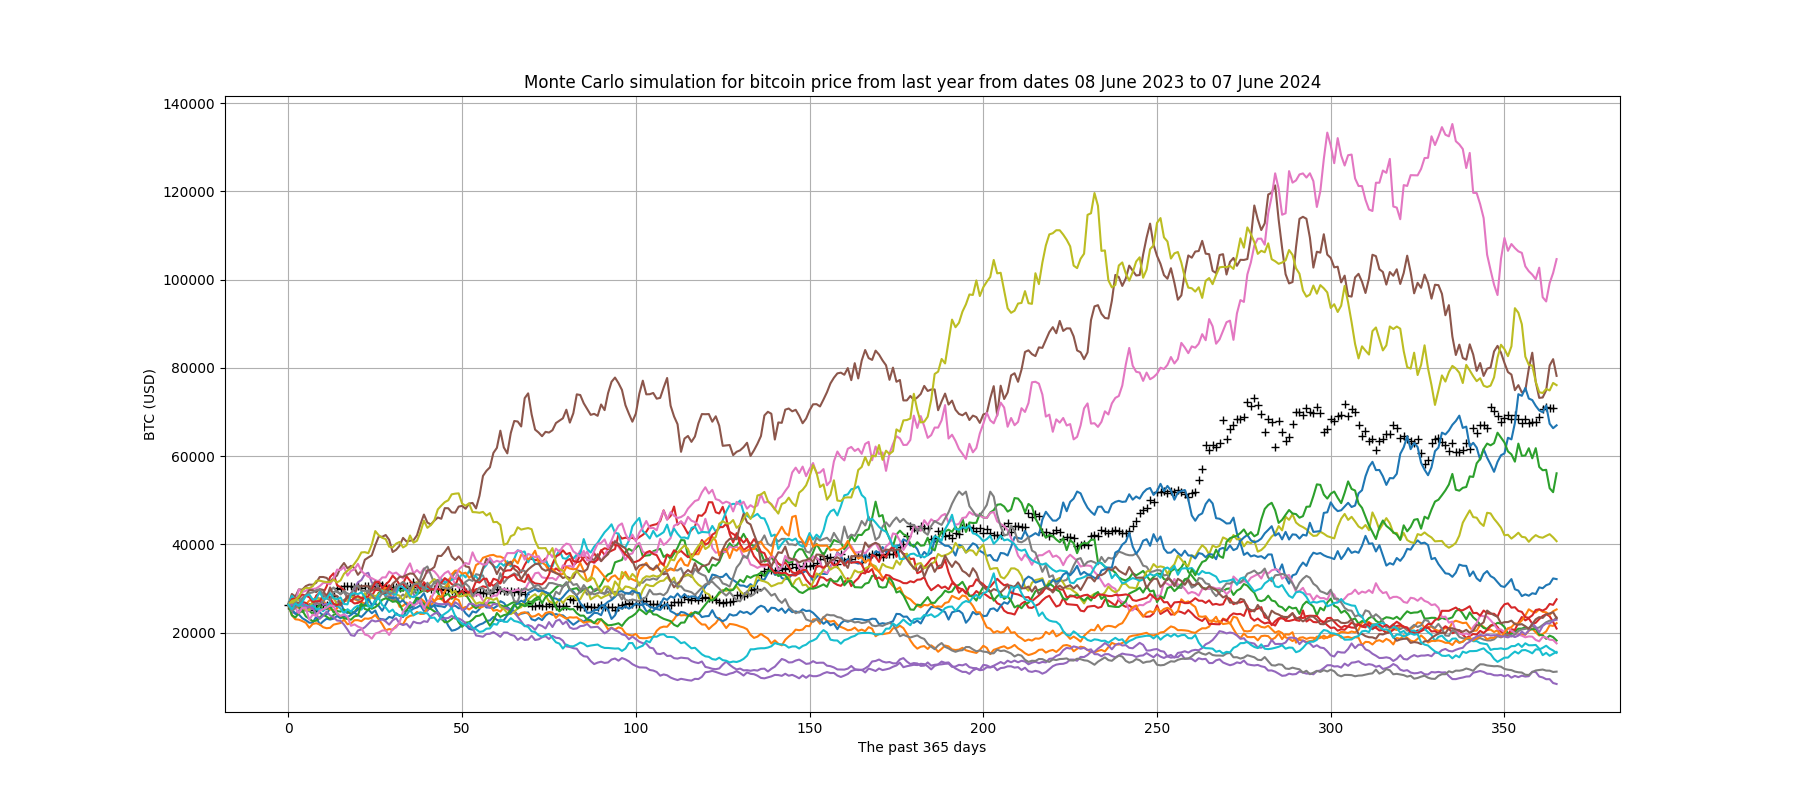 Monte Carlo simulation for bitcoin price from last year from dates 08 June 2023 to 07 June 2024
140000
120000
100000
80000
60000
40000
20000
BTC (USD)
0 50 100 150 200 250 300 350
The past 365 days